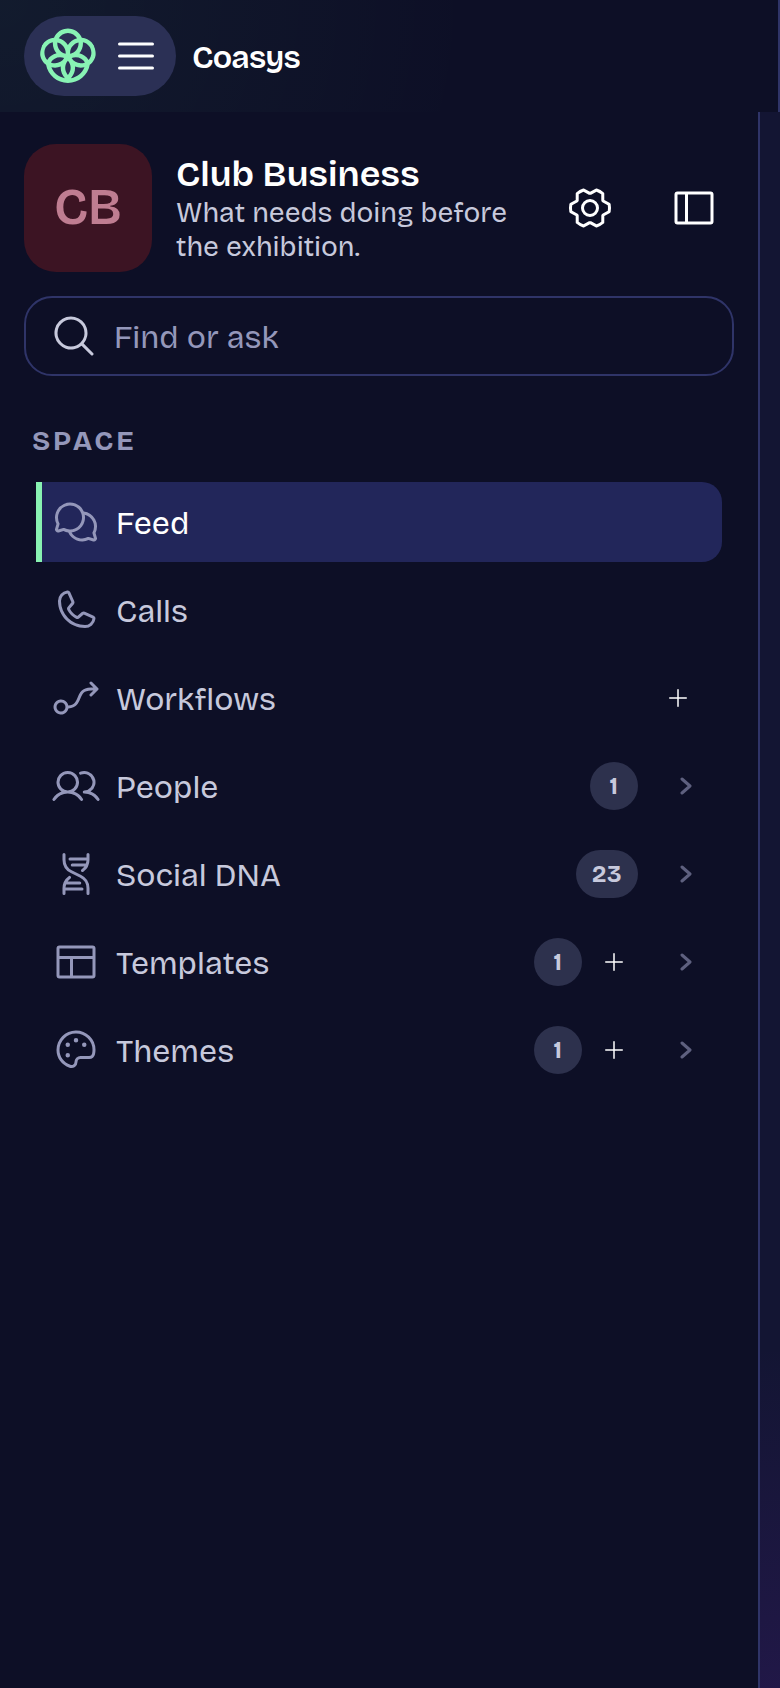 Coasys
CB
Club Business
What needs doing before
the exhibition.
Find or ask
SPACE
Feed
Calls
Workflows
People 1
Social DNA 23
Templates 1
Themes 1